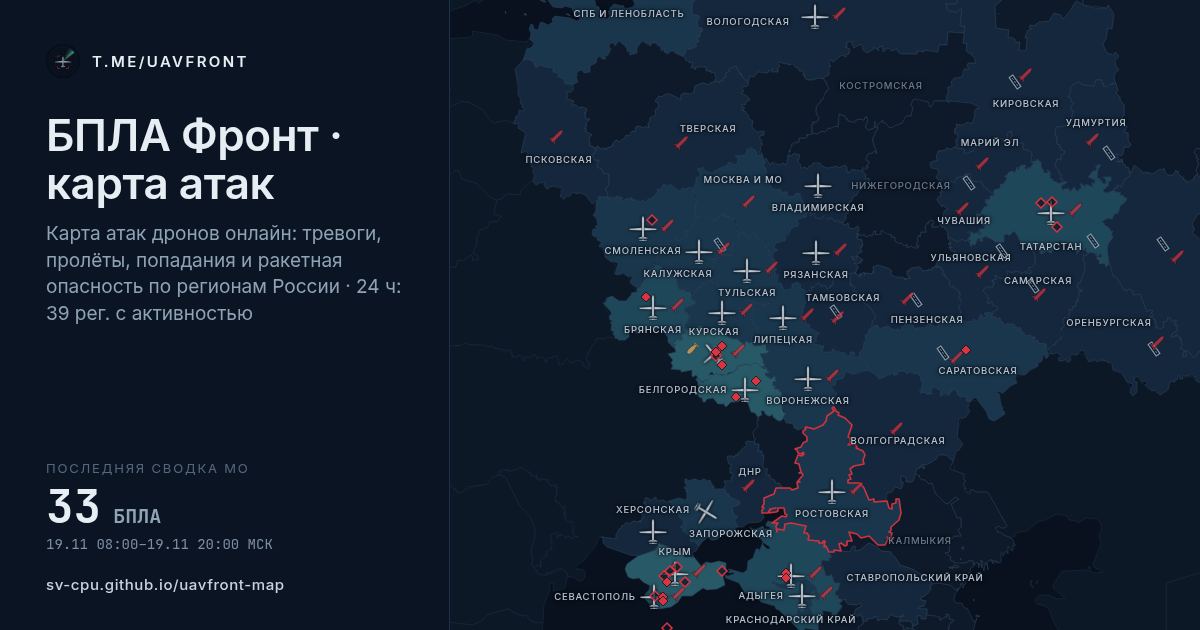 T.ME/UAVFRONT
БПЛА Фронт ·
карта атак
Карта атак дронов онлайн: тревоги,
пролёты, попадания и ракетная
опасность по регионам России · 24 ч:
39 рег. с активностью
ПОСЛЕДНЯЯ СВОДКА МО
33 БПЛА
19.11 08:00–19.11 20:00 МСК
sv-cpu.github.io/uavfront-map
СПБ И ЛЕНОБЛАСТЬ
ВОЛОГОДСКАЯ
КОСТРОМСКАЯ
КИРОВСКАЯ
УДМУРТИЯ
ТВЕРСКАЯ
МАРИЙ ЭЛ
ПСКОВСКАЯ
МОСКВА И МО
НИЖЕГОРОДСКАЯ
ВЛАДИМИРСКАЯ
ЧУВАШИЯ
ТАТАРСТАН
СМОЛЕНСКАЯ
УЛЬЯНОВСКАЯ
КАЛУЖСКАЯ
РЯЗАНСКАЯ
САМАРСКАЯ
ТУЛЬСКАЯ
ТАМБОВСКАЯ
ПЕНЗЕНСКАЯ
ОРЕНБУРГСКАЯ
БРЯНСКАЯ
КУРСКАЯ
ЛИПЕЦКАЯ
САРАТОВСКАЯ
БЕЛГОРОДСКАЯ
ВОРОНЕЖСКАЯ
ВОЛГОГРАДСКАЯ
ДНР
ХЕРСОНСКАЯ
РОСТОВСКАЯ
ЗАПОРОЖСКАЯ
КАЛМЫКИЯ
КРЫМ
СТАВРОПОЛЬСКИЙ КРАЙ
СЕВАСТОПОЛЬ
АДЫГЕЯ
КРАСНОДАРСКИЙ КРАЙ